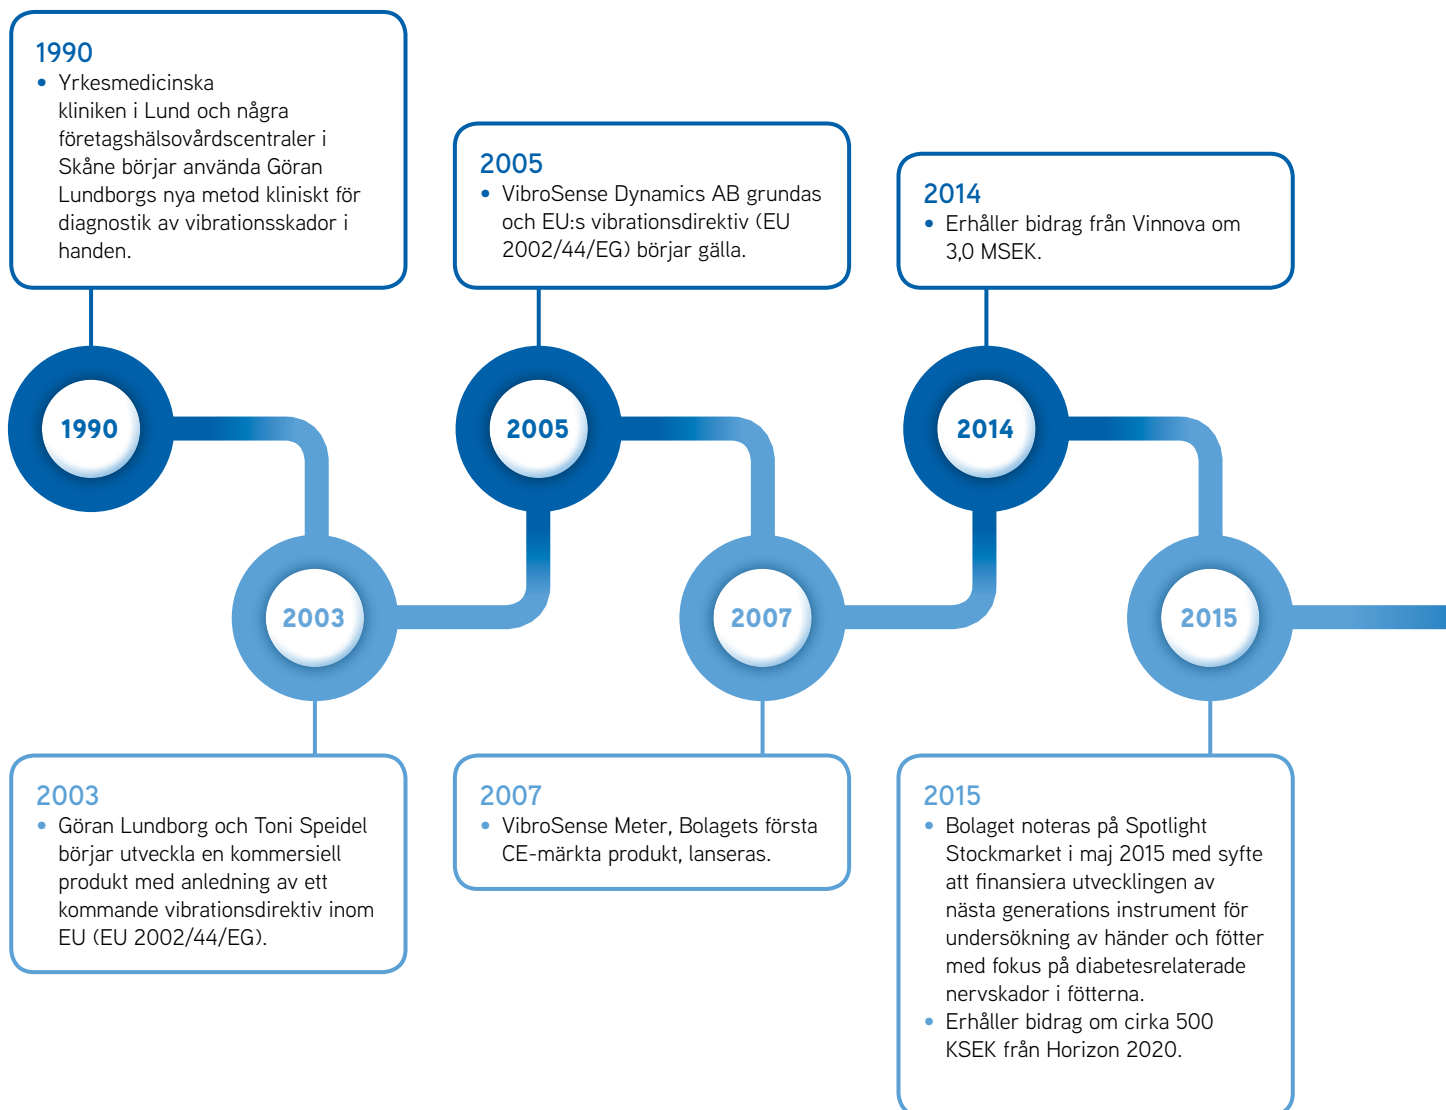 1990
• Yrkesmedicinska
kliniken i Lund och några
företagshälsovårdscentraler i
Skåne börjar använda Göran
Lundborgs nya metod kliniskt för
diagnostik av vibrationsskador i
handen.
2005
• VibroSense Dynamics AB grundas
och EU:s vibrationsdirektiv (EU
2002/44/EG) börjar gälla.
2014
• Erhåller bidrag från Vinnova om
3,0 MSEK.
1990
2005
2014
2003
2007
2015
2003
• Göran Lundborg och Toni Speidel
börjar utveckla en kommersiell
produkt med anledning av ett
kommande vibrationsdirektiv inom
EU (EU 2002/44/EG).
2007
• VibroSense Meter, Bolagets första
CE-märkta produkt, lanseras.
2015
• Bolaget noteras på Spotlight
Stockmarket i maj 2015 med syfte
att finansiera utvecklingen av
nästa generations instrument för
undersökning av händer och fötter
med fokus på diabetesrelaterade
nervskador i fötterna.
• Erhåller bidrag om cirka 500
KSEK från Horizon 2020.